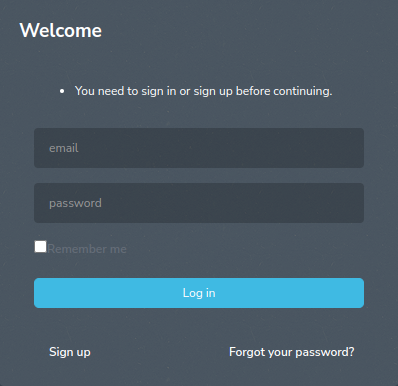 Welcome
You need to sign in or sign up before continuing.
email
password
Remember me
Log in
Sign up
Forgot your password?